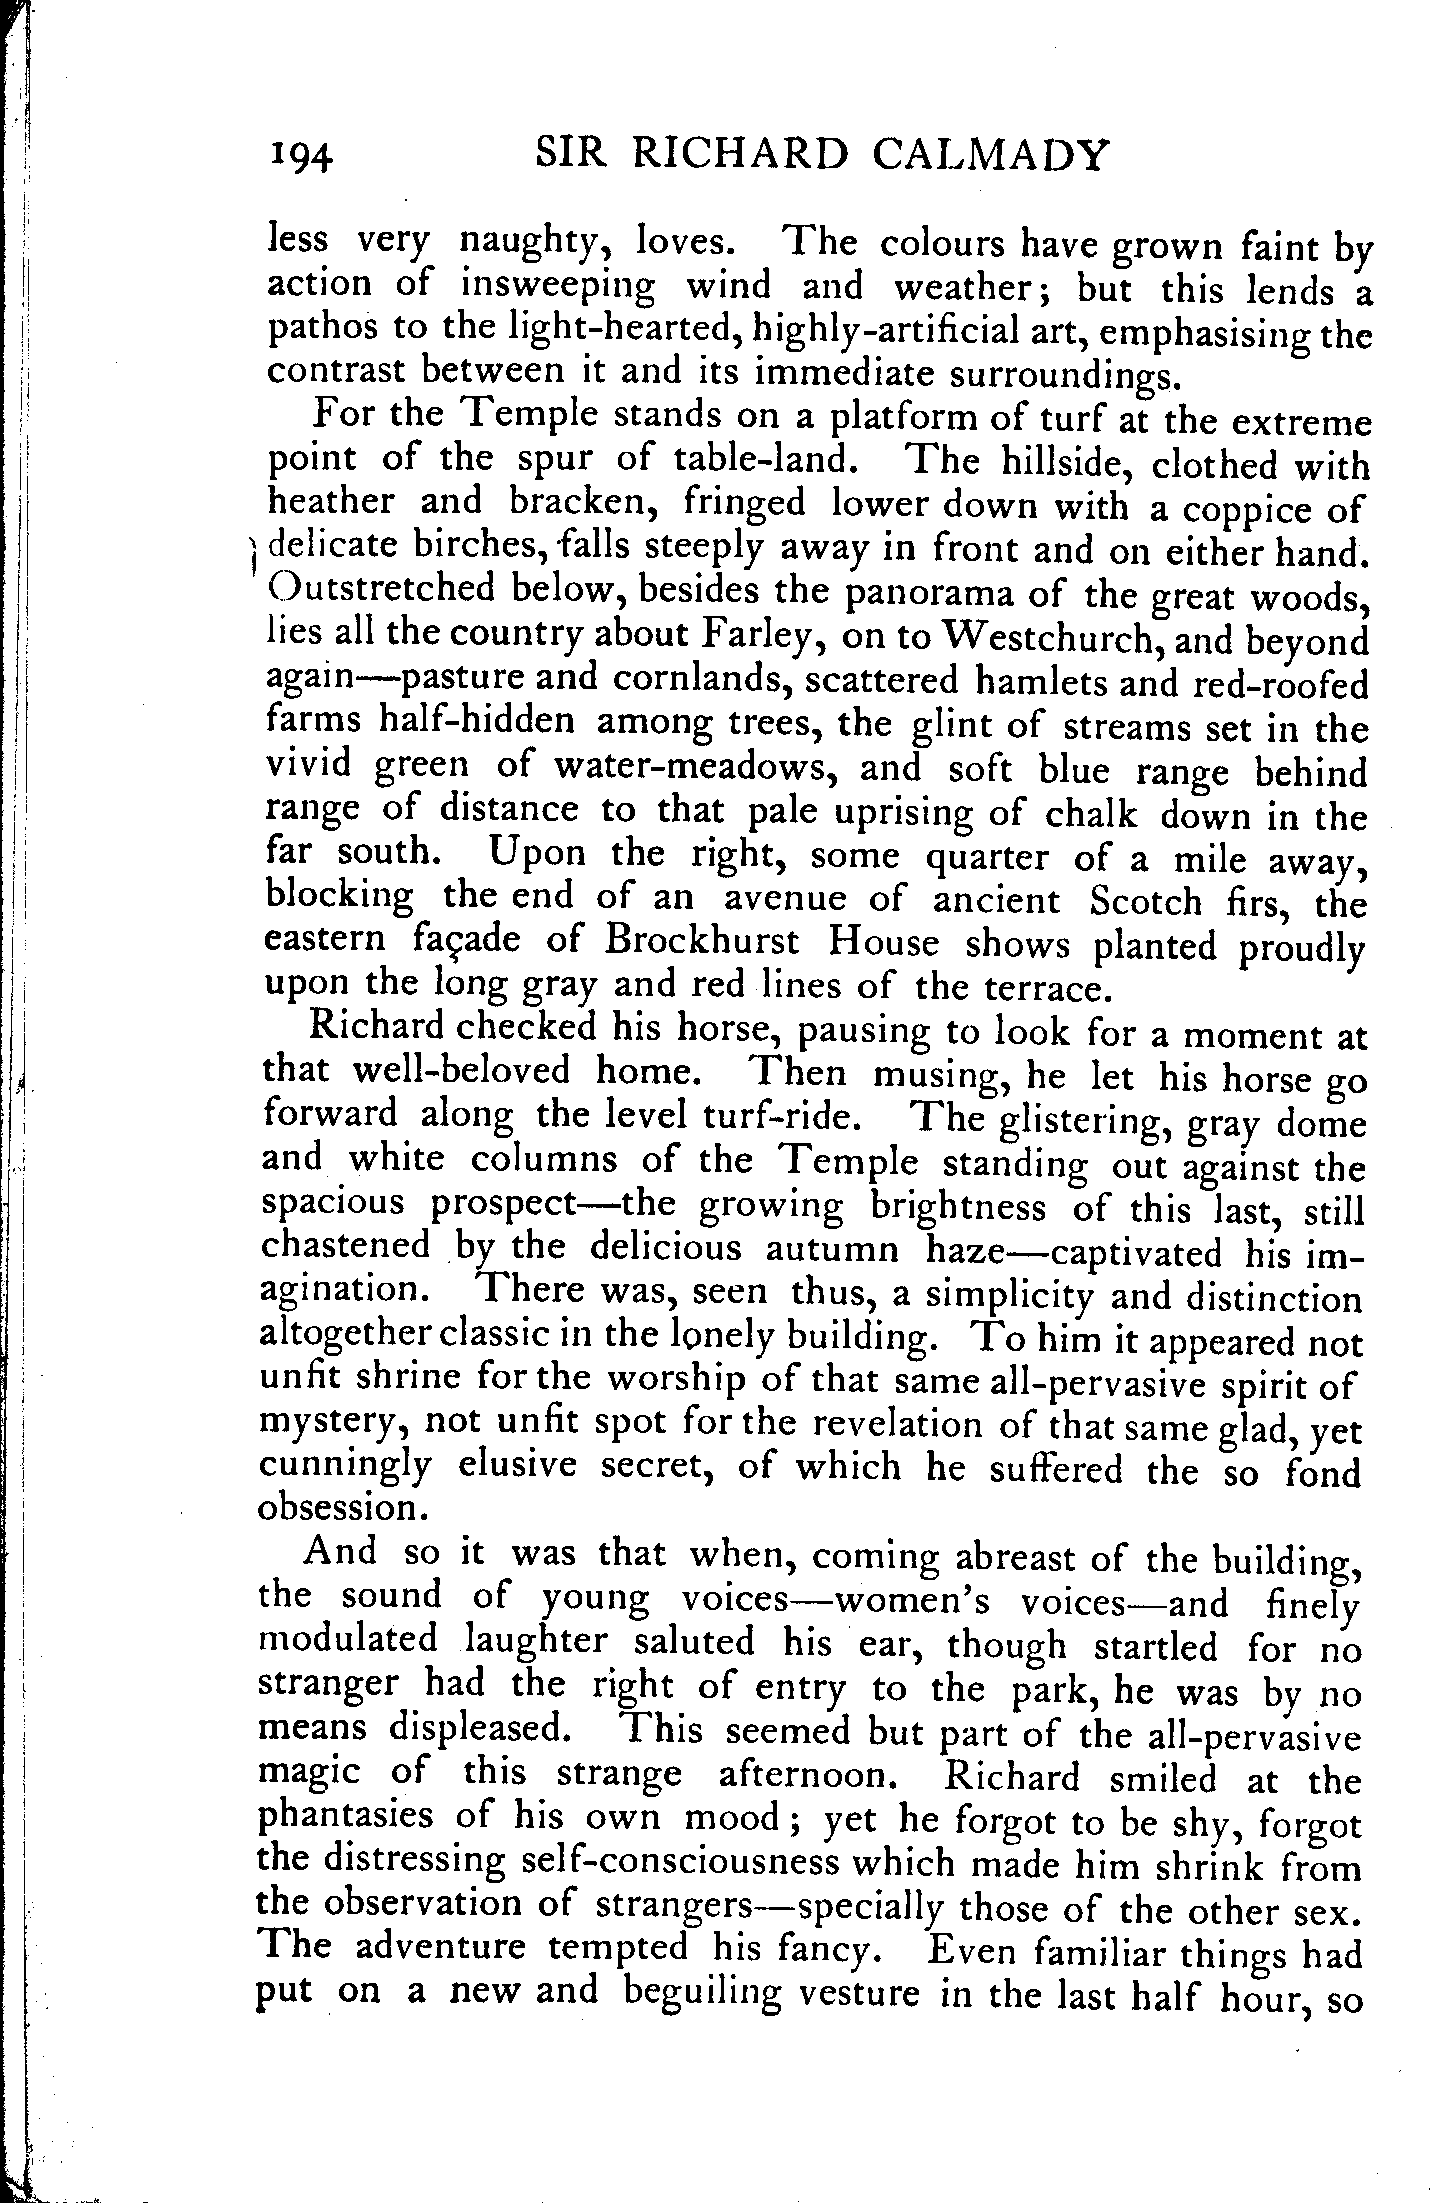 194 SIR RICHARD CALMADY
less very naughty, loves. The colours have grown faint by
action of insweeping wind and weather; but this lends a
pathos to the light-hearted, highly-artificial art, emphasising the
contrast between it and its immediate surroundings.
For the Temple stands on a platform of turf at the extreme
point of the spur of table-land. The hillside, clothed with
heather and bracken, fringed lower down with a coppice of
delicate birches, falls steeply away in front and on either hand.
Outstretched below, besides the panorama of the great woods,
lies all the country about Farley, on to Westchurch, and beyond
again—pasture and cornlands, scattered hamlets and red-roofed
farms half-hidden among trees, the glint of streams set in the
vivid green of water-meadows, and soft blue range behind
range of distance to that pale uprising of chalk down in the
far south. Upon the right, some quarter of a mile away,
blocking the end of an avenue of ancient Scotch firs, the
eastern façade of Brockhurst House shows planted proudly
upon the long gray and red lines of the terrace.
Richard checked his horse, pausing to look for a moment at
that well-beloved home. Then musing, he let his horse go
forward along the level turf-ride. The glistering, gray dome
and white columns of the Temple standing out against the
spacious prospect—the growing brightness of this last, still
chastened by the delicious autumn haze—captivated his im-
agination. There was, seen thus, a simplicity and distinction
altogether classic in the lonely building. To him it appeared not
unfit shrine for the worship of that same all-pervasive spirit of
mystery, not unfit spot for the revelation of that same glad, yet
cunningly elusive secret, of which he suffered the so fond
obsession.
And so it was that when, coming abreast of the building,
the sound of young voices—women's voices—and finely
modulated laughter saluted his ear, though startled for no
stranger had the right of entry to the park, he was by no
means displeased. This seemed but part of the all-pervasive
magic of this strange afternoon. Richard smiled at the
phantasies of his own mood; yet he forgot to be shy, forgot
the distressing self-consciousness which made him shrink from
the observation of strangers—specially those of the other sex.
The adventure tempted his fancy. Even familiar things had
put on a new and beguiling vesture in the last half hour, so